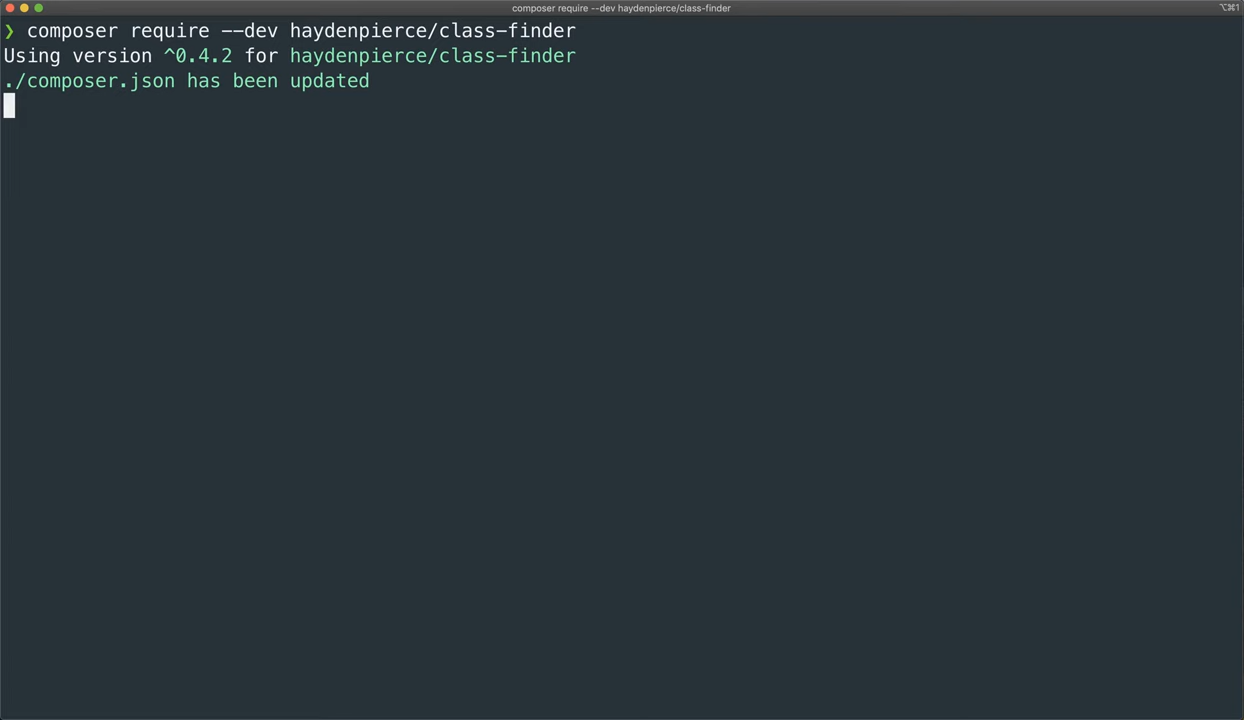 composer require --dev haydenpierce/class-finder
⌥⌘1
❯ composer require --dev haydenpierce/class-finder
Using version ^0.4.2 for haydenpierce/class-finder
./composer.json has been updated